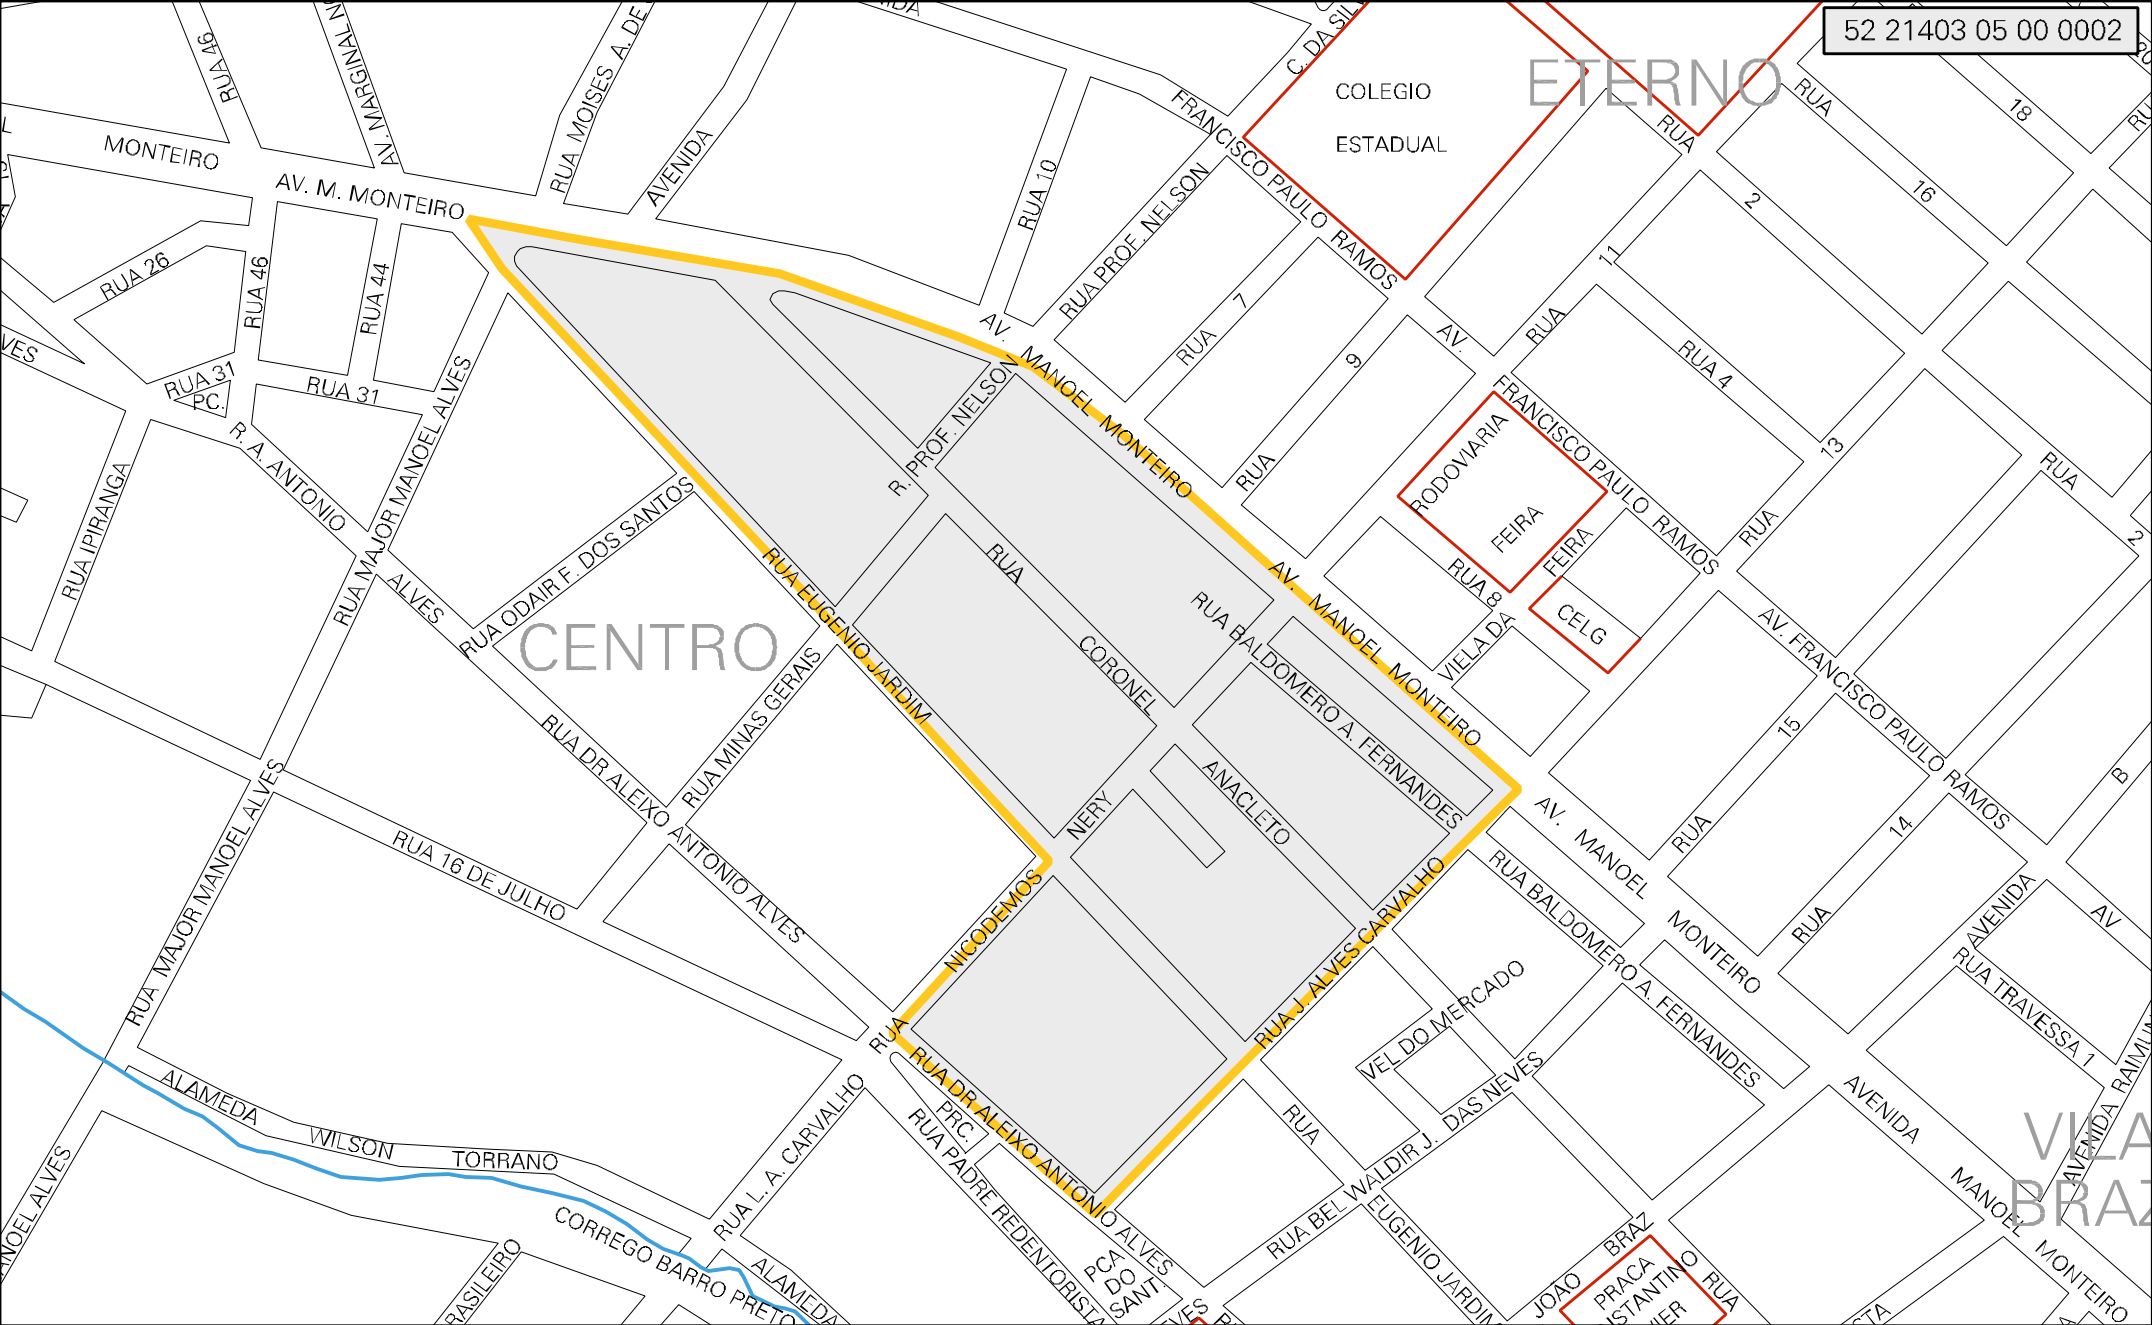 52 21403 05 00 0002
ETERNO
COLEGIO
ESTADUAL
C. DA
RUA 46
AV. MARGINAL
RUA MOISES A. DE
AVENIDA
MONTEIRO
AV. M. MONTEIRO
RUA 10
FRANCISCO PAULO RAMOS
RUA PROF. NELSON
RUA 7
RUA 9
RUA
18
RUA
2
16
11
RUA
RUA 4
13
RUA
RUA
2
RUA 26
RUA 46
RUA 44
RUA 31
PC.
RUA 31
R. A. ANTONIO
ALVES
RUA IPIRANGA
RUA MAJOR MANOEL ALVES
RUA ODAIR F. DOS SANTOS
CENTRO
AV. MANOEL MONTEIRO
R. PROF. NELSON
AV.
FRANCISCO PAULO RAMOS
RODOVIARIA
FEIRA
FEIRA
RUA 8
VIELA DA
CELG
RUA EUGENIO JARDIM
RUA
CORONEL
ANACLETO
RUA BALDOMERO A. FERNANDES
AV. MANOEL MONTEIRO
AV. FRANCISCO PAULO RAMOS
RUA 15
RUA 14
B
RUA MINAS GERAIS
RUA DR ALEIXO ANTONIO ALVES
RUA 16 DE JULHO
RUA MAJOR MANOEL ALVES
RUA NICODEMOS NERY
RUA J. ALVES CARVALHO
AV. MANOEL MONTEIRO
RUA BALDOMERO A. FERNANDES
AVENIDA
AV
RUA TRAVESSA 1
VEL DO MERCADO
RUA BEL WALDIR J. DAS NEVES
RUA
EUGENIO JARDIM
RUA DR ALEIXO ANTONIO ALVES
PRC.
RUA PADRE REDENTORISTA
RUA L. A. CARVALHO
ALAMEDA WILSON TORRANO
CORREGO BARRO PRETO
ALAMEDA
PCA
DO
SANT.
JOÃO BRAZ
PRACA
RUA
AVENIDA MANOEL MONTEIRO
VILA
AVENIDA